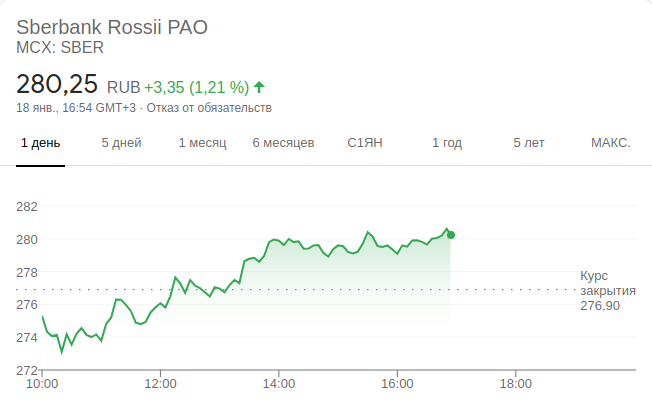 Sberbank Rossii PAO
MCX: SBER
280,25 RUB +3,35 (1,21 %)
18 янв., 16:54 GMT+3 · Отказ от обязательств
1 день 5 дней 1 месяц 6 месяцев С1ЯН 1 год 5 лет МАКС.
282
280
278
276
274
272
Курс
закрытия
276,90
10:00 12:00 14:00 16:00 18:00